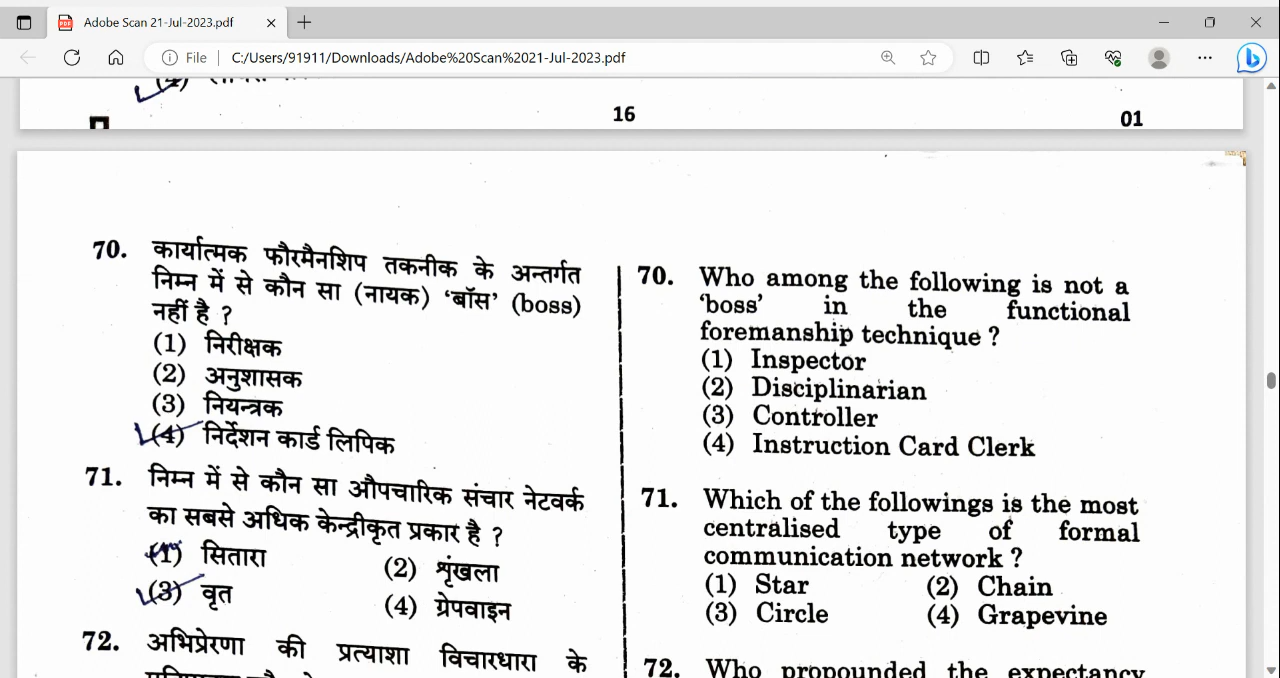 Adobe Scan 21-Jul-2023.pdf
File
C:/Users/91911/Downloads/Adobe%20Scan%2021-Jul-2023.pdf
16
01
70. कार्यात्मक फौरमैनशिप तकनीक के अन्तर्गत
निम्न में से कौन सा (नायक) ‘बॉस’ (boss)
नहीं है ?
(1) निरीक्षक
(2) अनुशासक
(3) नियन्त्रक
(4) निर्देशन कार्ड लिपिक
71. निम्न में से कौन सा औपचारिक संचार नेटवर्क
का सबसे अधिक केन्द्रीकृत प्रकार है ?
(1) सितारा (2) शृंखला
(3) वृत (4) ग्रेपवाइन
72. अभिप्रेरणा की प्रत्याशा विचारधारा के
70. Who among the following is not a
‘boss’ in the functional
foremanship technique ?
(1) Inspector
(2) Disciplinarian
(3) Controller
(4) Instruction Card Clerk
71. Which of the followings is the most
centralised type of formal
communication network ?
(1) Star (2) Chain
(3) Circle (4) Grapevine
72. Who propounded the expectancy